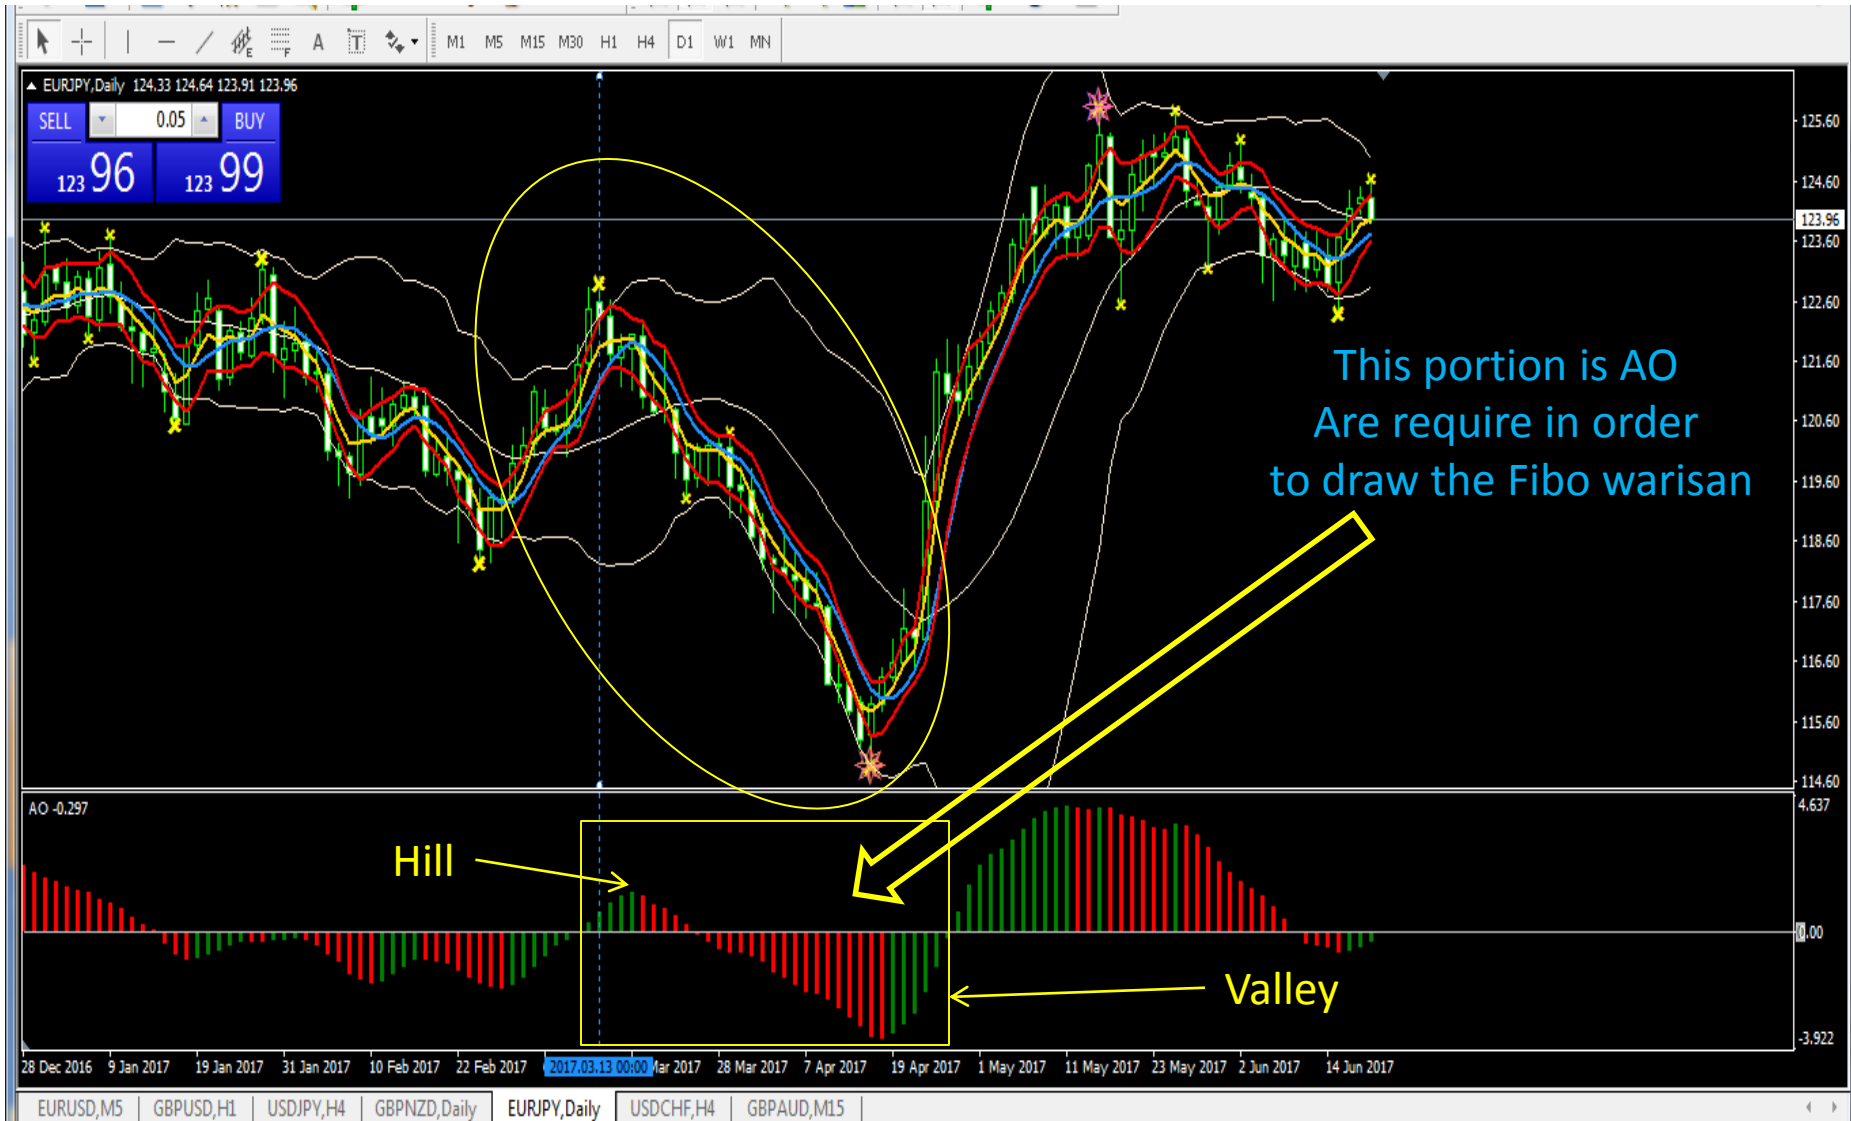 E
F
A
T
M1 M5 M15 M30 H1 H4 D1 W1 MN
EURJPY,Daily 124.33 124.64 123.91 123.96
SELL 0.05 BUY
123 96 123 99
125.60
124.60
123.96
123.60
122.60
121.60
120.60
119.60
118.60
117.60
116.60
115.60
114.60
This portion is AO
Are require in order
to draw the Fibo warisan
AO -0.297
4.637
0.00
-3.922
Hill
Valley
28 Dec 2016 9 Jan 2017 19 Jan 2017 31 Jan 2017 10 Feb 2017 22 Feb 2017 2017.03.13 00:00 Mar 2017 28 Mar 2017 7 Apr 2017 19 Apr 2017 1 May 2017 11 May 2017 23 May 2017 2 Jun 2017 14 Jun 2017
EURUSD,M5 GBPUSD,H1 USDJPY,H4 GBPNZD,Daily EURJPY,Daily USDCHF,H4 GBPAUD,M15